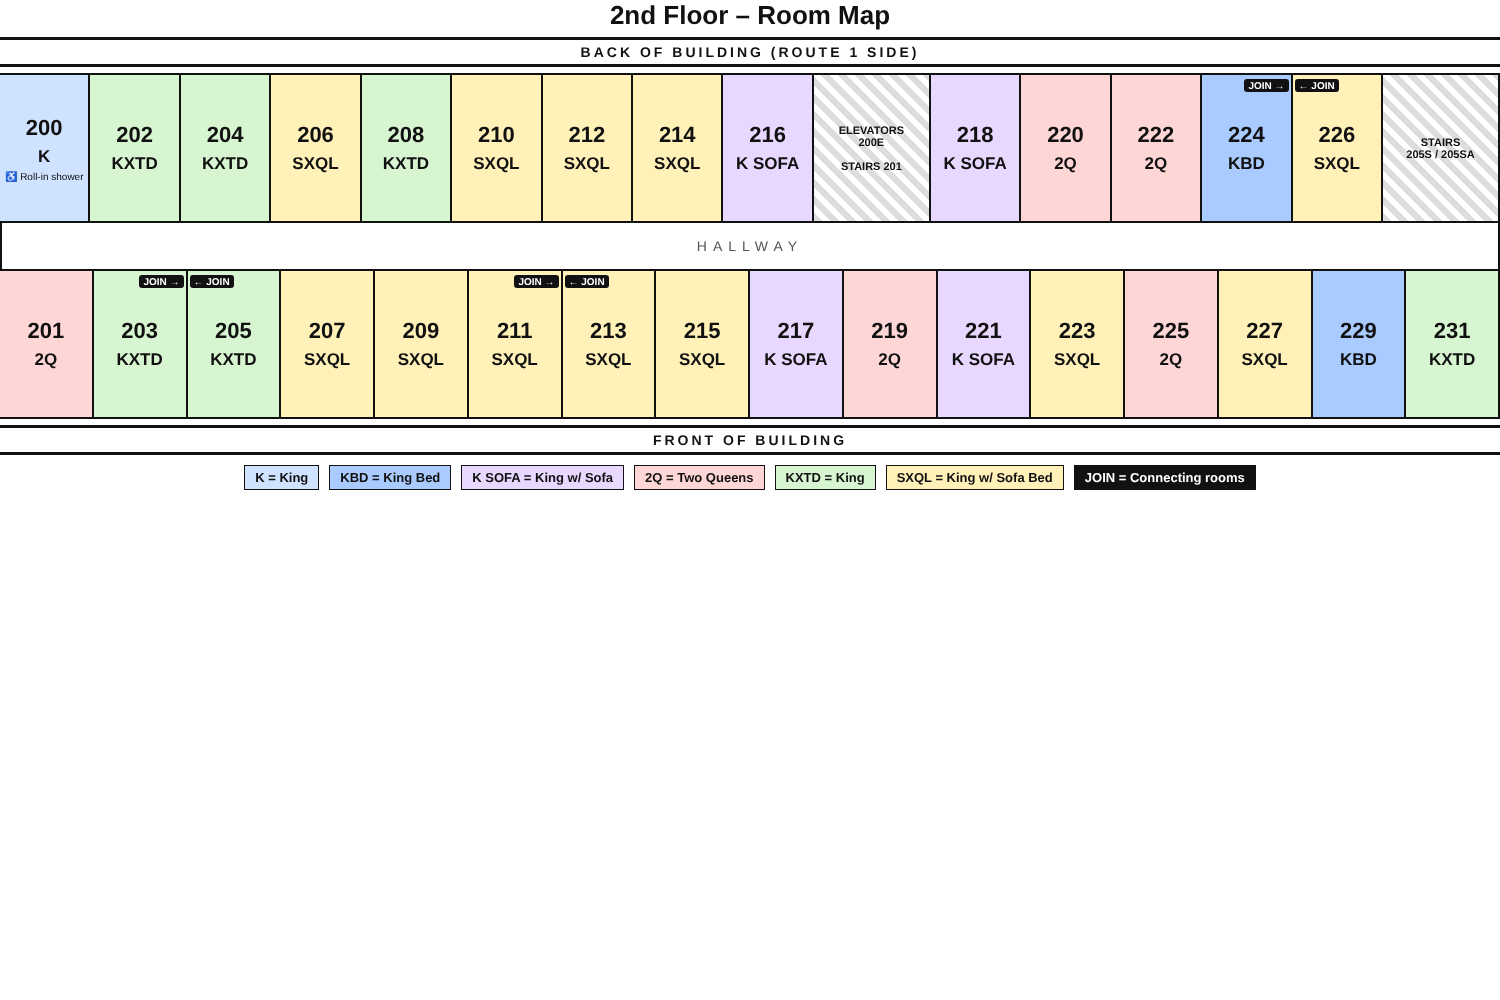 2nd Floor – Room Map
BACK OF BUILDING (ROUTE 1 SIDE)
200
K
♿ Roll-in shower
202
KXTD
204
KXTD
206
SXQL
208
KXTD
210
SXQL
212
SXQL
214
SXQL
216
K SOFA
ELEVATORS
200E
STAIRS 201
218
K SOFA
220
2Q
222
2Q
JOIN →
224
KBD
← JOIN
226
SXQL
STAIRS
205S / 205SA
HALLWAY
201
2Q
JOIN →
203
KXTD
← JOIN
205
KXTD
207
SXQL
209
SXQL
JOIN →
211
SXQL
← JOIN
213
SXQL
215
SXQL
217
K SOFA
219
2Q
221
K SOFA
223
SXQL
225
2Q
227
SXQL
229
KBD
231
KXTD
FRONT OF BUILDING
K = King
KBD = King Bed
K SOFA = King w/ Sofa
2Q = Two Queens
KXTD = King
SXQL = King w/ Sofa Bed
JOIN = Connecting rooms